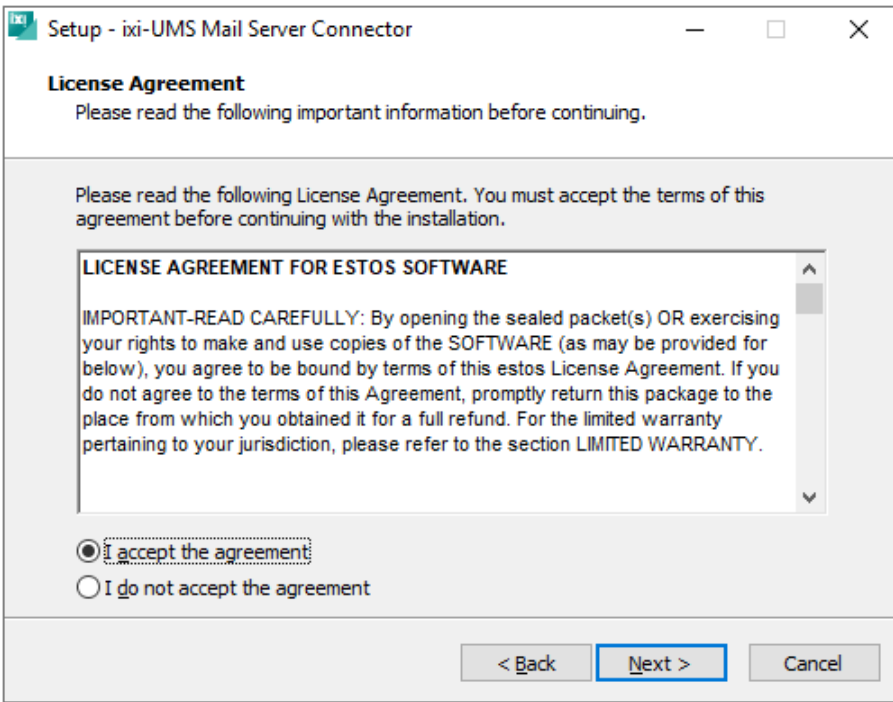 ixi
Setup - ixi-UMS Mail Server Connector
License Agreement
Please read the following important information before continuing.
Please read the following License Agreement. You must accept the terms of this
agreement before continuing with the installation.
LICENSE AGREEMENT FOR ESTOS SOFTWARE
IMPORTANT-READ CAREFULLY: By opening the sealed packet(s) OR exercising
your rights to make and use copies of the SOFTWARE (as may be provided for
below), you agree to be bound by terms of this estos License Agreement. If you
do not agree to the terms of this Agreement, promptly return this package to the
place from which you obtained it for a full refund. For the limited warranty
pertaining to your jurisdiction, please refer to the section LIMITED WARRANTY.
I accept the agreement
I do not accept the agreement
< Back Next > Cancel